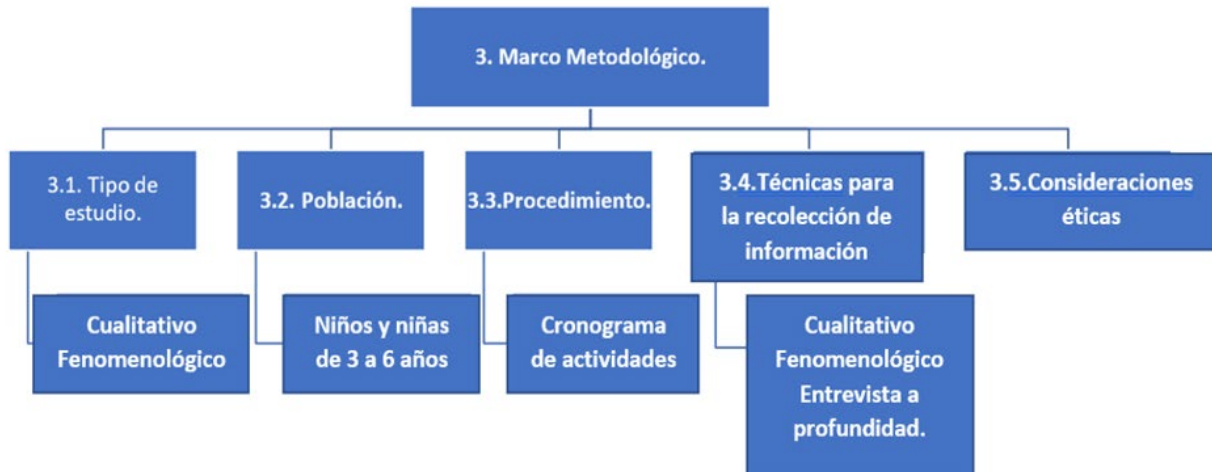 3. Marco Metodológico.
3.1. Tipo de
estudio.
3.2. Población.
3.3.Procedimiento.
3.4.Técnicas para
la recolección de
información
3.5.Consideraciones
éticas
Cualitativo
Fenomenológico
Niños y niñas
de 3 a 6 años
Cronograma
de actividades
Cualitativo
Fenomenológico
Entrevista a
profundidad.